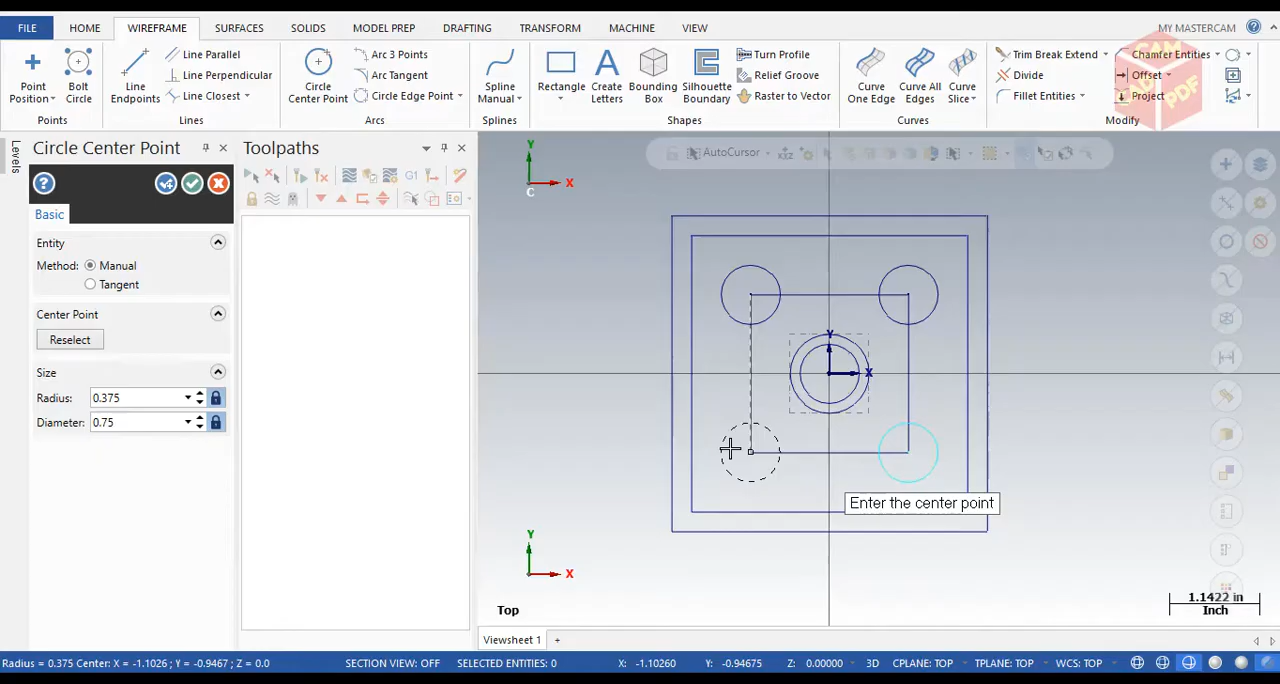 FILE HOME WIREFRAME SURFACES SOLIDS MODEL PREP DRAFTING TRANSFORM MACHINE VIEW MY MASTERCAM
Point Position Bolt Circle Points
Line Endpoints Line Parallel Line Perpendicular Line Closest Lines
Circle Center Point Arc 3 Points Arc Tangent Circle Edge Point Arcs
Spline Manual Splines
Rectangle Create Letters Bounding Box Silhouette Boundary Turn Profile Relief Groove Raster to Vector Shapes
Curve One Edge Curve All Edges Curve Slice Curves
Trim Break Extend Divide Fillet Entities Chamfer Entities Offset Project Modify
CAM
CAD
PDF
Levels
Circle Center Point
Basic
Entity
Method: Manual
Tangent
Center Point
Reselect
Size
Radius: 0.375
Diameter: 0.75
Toolpaths
G1
AutoCursor
XYZ
Y
X
C
Y
X
Enter the center point
Y
X
Top
1.1422 in
Inch
Viewsheet 1 +
Radius = 0.375 Center: X = -1.1026; Y = -0.9467; Z = 0.0 SECTION VIEW: OFF SELECTED ENTITIES: 0 X: -1.10260 Y: -0.94675 Z: 0.00000 3D CPLANE: TOP TPLANE: TOP WCS: TOP